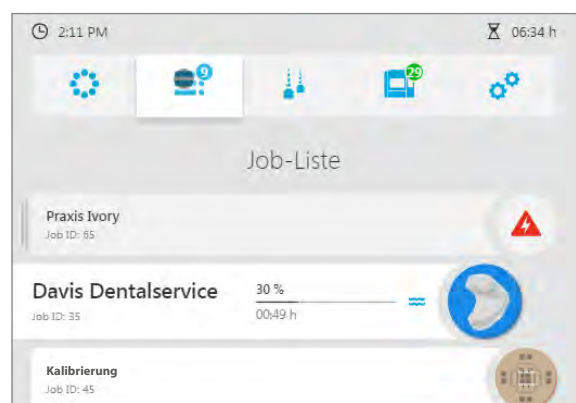 2:11 PM
06:34 h
9
29
Job-Liste
Praxis Ivory
Job ID: 65
Davis Dentalservice
30 %
Job ID: 35
00:49 h
Kalibrierung
Job ID: 45